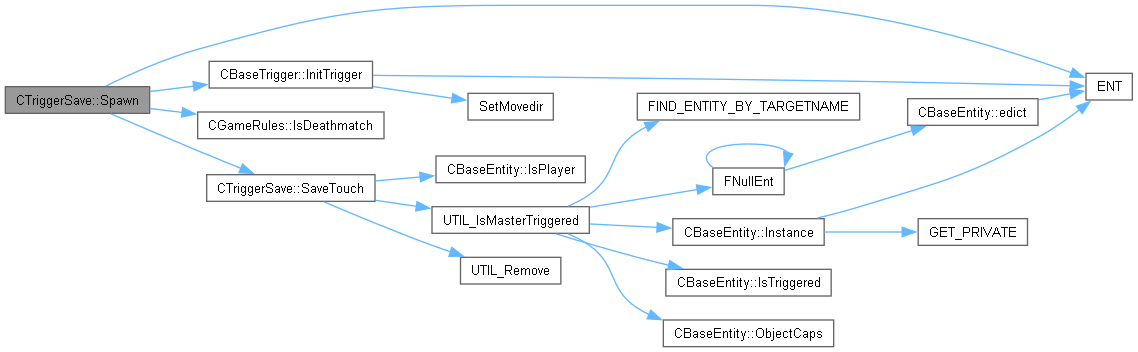 CTriggerSave::Spawn
CBaseTrigger::InitTrigger
CGameRules::IsDeathmatch
CTriggerSave::SaveTouch
SetMovedir
CBaseEntity::IsPlayer
UTIL_IsMasterTriggered
UTIL_Remove
FIND_ENTITY_BY_TARGETNAME
FNullEnt
CBaseEntity::Instance
CBaseEntity::IsTriggered
CBaseEntity::ObjectCaps
CBaseEntity::edict
GET_PRIVATE
ENT